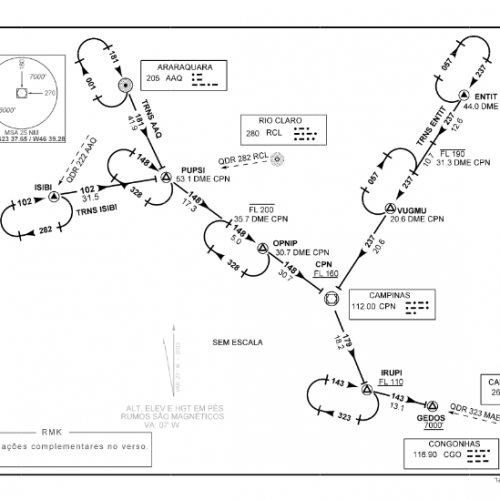 180
7000'
270
6000'
MSA 25 NM
S23 37.65 / W46 39.28
181
001
ARARAQUARA
205 AAQ
TRNS AAQ
181
11.9
QDR 222 AAQ
ISIBI
102
31.5
TRNS ISIBI
282
148
328
PUPSI
53.1 DME CPN
RIO CLARO
280 RCL
QDR 282 RCL
148
17.3
FL 200
35.7 DME CPN
148
5.0
328
OPNIP
30.7 DME CPN
148
30.7
057
237
ENTIT
44.0 DME CPN
237
12.6
TRNS ENTIT
FL 190
31.3 DME CPN
237
10.7
057
VUGMU
20.6 DME CPN
237
20.6
CPN
FL 160
CAMPINAS
112.00 CPN
SEM ESCALA
179
18.2
IRUPI
FL 110
143
323
143
13.1
GEDOS
7000'
QDR 323 MAE
CONGONHAS
116.90 CGO
CA
26
ALT. ELEV E HGT EM PÉS
RUMOS SÃO MAGNÉTICOS
VA. 07' W
RMK
ações complementares no verso.